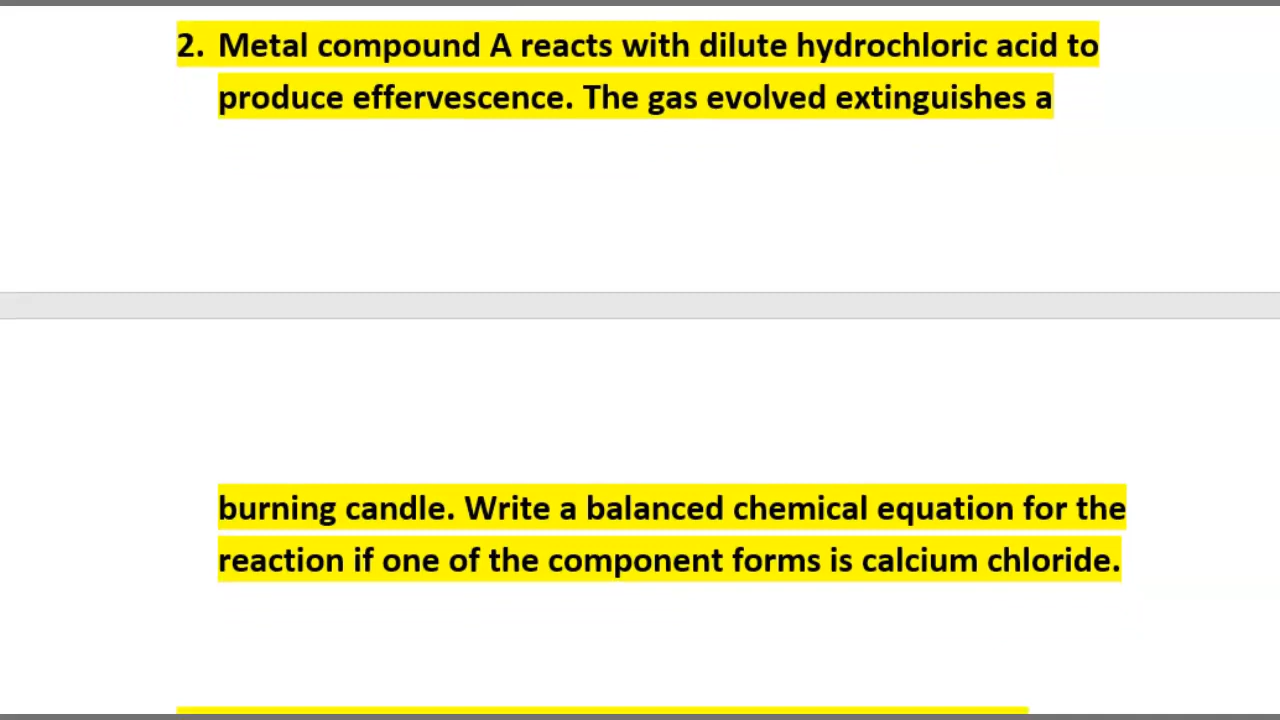 2. Metal compound A reacts with dilute hydrochloric acid to
produce effervescence. The gas evolved extinguishes a
burning candle. Write a balanced chemical equation for the
reaction if one of the component forms is calcium chloride.